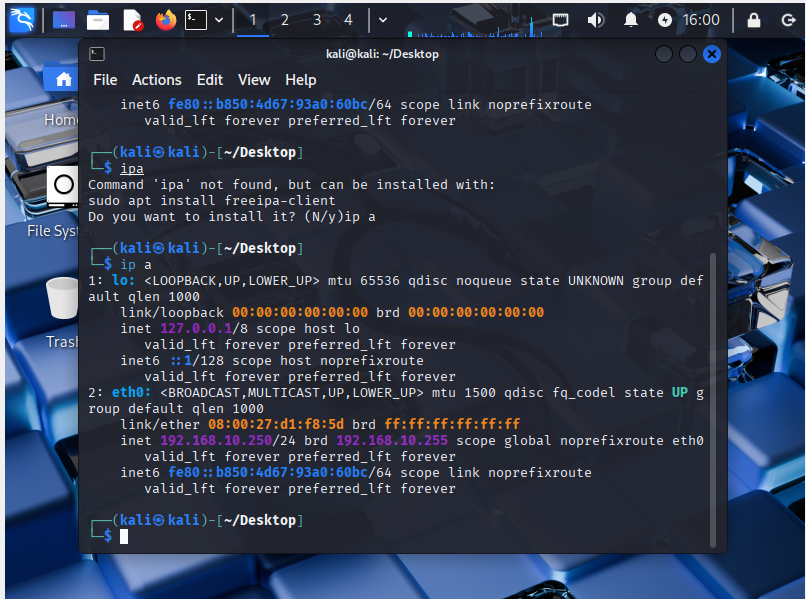 1 2 3 4 16:00
kali@kali: ~/Desktop
File Actions Edit View Help
inet6 fe80::b850:4d67:93a0:60bc/64 scope link noprefixroute
valid_lft forever preferred_lft forever
┌──(kali㉿kali)-[~/Desktop]
└─$ ipa
Command 'ipa' not found, but can be installed with:
sudo apt install freeipa-client
Do you want to install it? (N/y)ip a
┌──(kali㉿kali)-[~/Desktop]
└─$ ip a
1: lo: <LOOPBACK,UP,LOWER_UP> mtu 65536 qdisc noqueue state UNKNOWN group def
ault qlen 1000
link/loopback 00:00:00:00:00:00 brd 00:00:00:00:00:00
inet 127.0.0.1/8 scope host lo
valid_lft forever preferred_lft forever
inet6 ::1/128 scope host noprefixroute
valid_lft forever preferred_lft forever
2: eth0: <BROADCAST,MULTICAST,UP,LOWER_UP> mtu 1500 qdisc fq_codel state UP g
roup default qlen 1000
link/ether 08:00:27:d1:f8:5d brd ff:ff:ff:ff:ff:ff
inet 192.168.10.250/24 brd 192.168.10.255 scope global noprefixroute eth0
valid_lft forever preferred_lft forever
inet6 fe80::b850:4d67:93a0:60bc/64 scope link noprefixroute
valid_lft forever preferred_lft forever
┌──(kali㉿kali)-[~/Desktop]
└─$
Home
File System
Trash